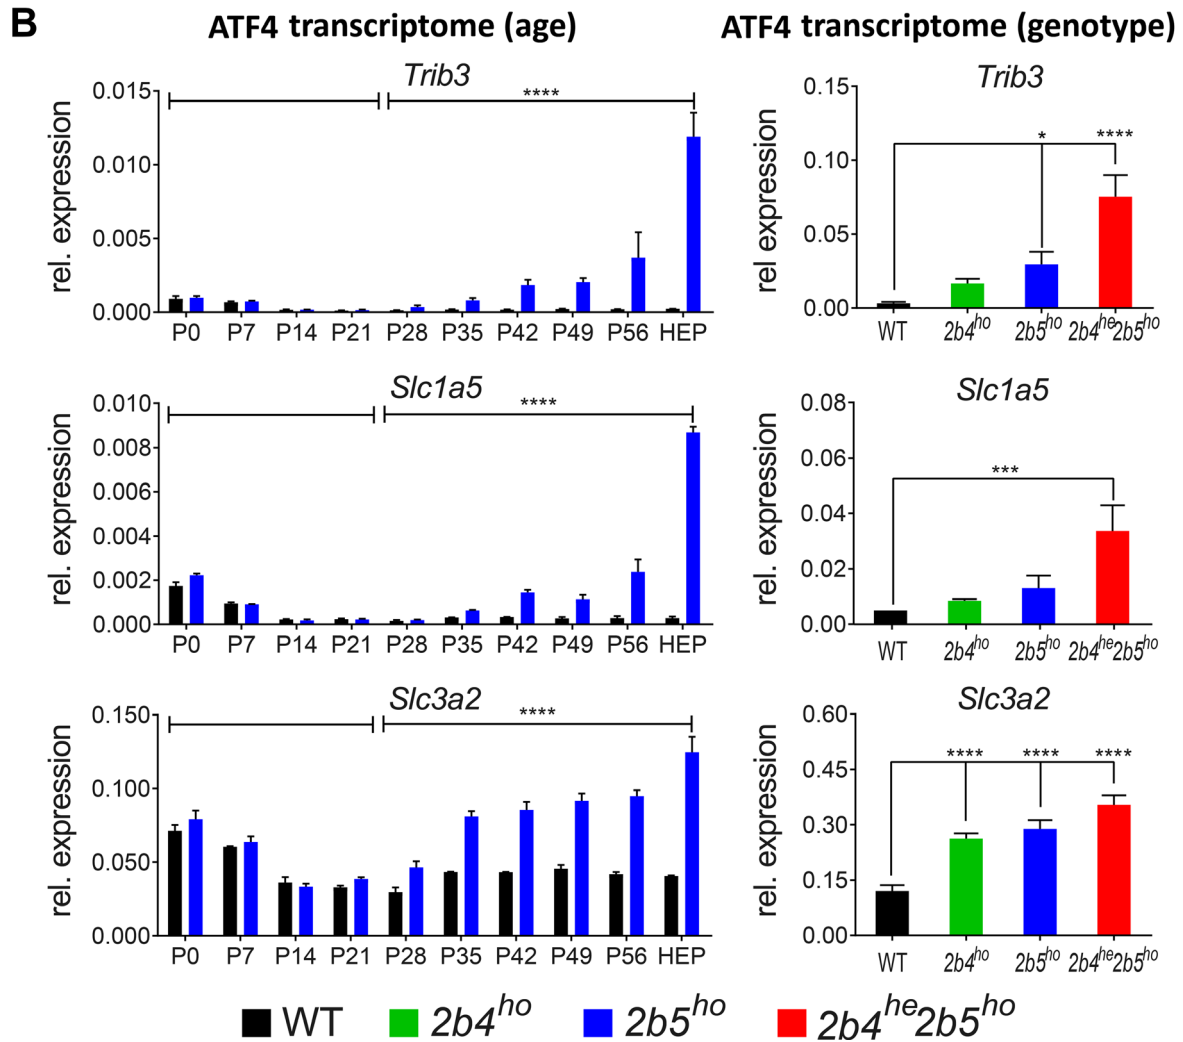 B
ATF4 transcriptome (age)
ATF4 transcriptome (genotype)
Trib3
****
rel. expression
0.015
0.010
0.005
0.000
P0 P7 P14 P21 P28 P35 P42 P49 P56 HEP
Trib3
* ****
rel expression
0.15
0.10
0.05
0.00
WT 2b4ho 2b5ho 2b4he2b5ho
Slc1a5
****
rel. expression
0.010
0.008
0.006
0.004
0.002
0.000
P0 P7 P14 P21 P28 P35 P42 P49 P56 HEP
Slc1a5
***
rel. expression
0.08
0.06
0.04
0.02
0.00
WT 2b4ho 2b5ho 2b4he2b5ho
Slc3a2
****
rel. expression
0.150
0.100
0.050
0.000
P0 P7 P14 P21 P28 P35 P42 P49 P56 HEP
Slc3a2
**** **** ****
rel. expression
0.60
0.45
0.30
0.15
0.00
WT 2b4ho 2b5ho 2b4he2b5ho
WT 2b4ho 2b5ho 2b4he2b5ho